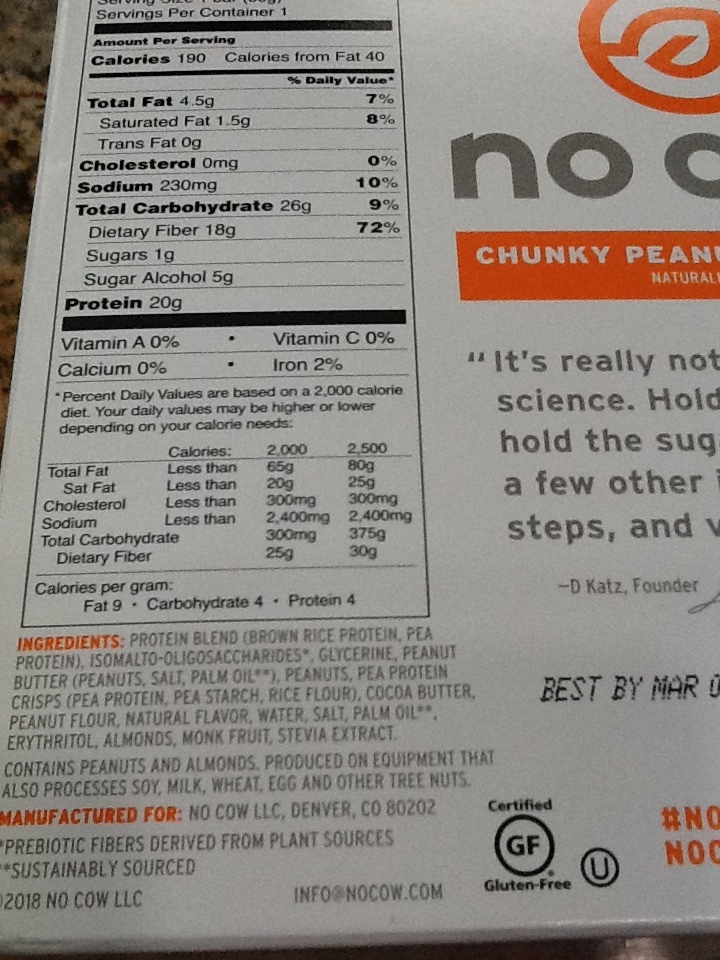 Serving Size 1 Bar
Servings Per Container 1
Amount Per Serving
Calories 190 Calories from Fat 40
% Daily Value*
Total Fat 4.5g 7%
Saturated Fat 1.5g 8%
Trans Fat 0g
Cholesterol 0mg 0%
Sodium 230mg 10%
Total Carbohydrate 26g 9%
Dietary Fiber 18g 72%
Sugars 1g
Sugar Alcohol 5g
Protein 20g
Vitamin A 0% • Vitamin C 0%
Calcium 0% • Iron 2%
*Percent Daily Values are based on a 2,000 calorie
diet. Your daily values may be higher or lower
depending on your calorie needs:
Calories: 2,000 2,500
Total Fat Less than 65g 80g
Sat Fat Less than 20g 25g
Cholesterol Less than 300mg 300mg
Sodium Less than 2,400mg 2,400mg
Total Carbohydrate 300mg 375g
Dietary Fiber 25g 30g
Calories per gram:
Fat 9 • Carbohydrate 4 • Protein 4
INGREDIENTS: PROTEIN BLEND (BROWN RICE PROTEIN, PEA
PROTEIN), ISOMALTO-OLIGOSACCHARIDES*, GLYCERINE, PEANUT
BUTTER (PEANUTS, SALT, PALM OIL**), PEANUTS, PEA PROTEIN
CRISPS (PEA PROTEIN, PEA STARCH, RICE FLOUR), COCOA BUTTER,
PEANUT FLOUR, NATURAL FLAVOR, WATER, SALT, PALM OIL**,
ERYTHRITOL, ALMONDS, MONK FRUIT, STEVIA EXTRACT.
CONTAINS PEANUTS AND ALMONDS. PRODUCED ON EQUIPMENT THAT
ALSO PROCESSES SOY, MILK, WHEAT, EGG AND OTHER TREE NUTS.
MANUFACTURED FOR: NO COW LLC, DENVER, CO 80202
*PREBIOTIC FIBERS DERIVED FROM PLANT SOURCES
**SUSTAINABLY SOURCED
©2018 NO COW LLC INFO@NOCOW.COM
no c
CHUNKY PEANU
NATURAL
“It's really not
science. Hold
hold the sug
a few other
steps, and
–D Katz, Founder
BEST BY MAR 0
Certified
GF
Gluten-Free
U
#NO
NOC